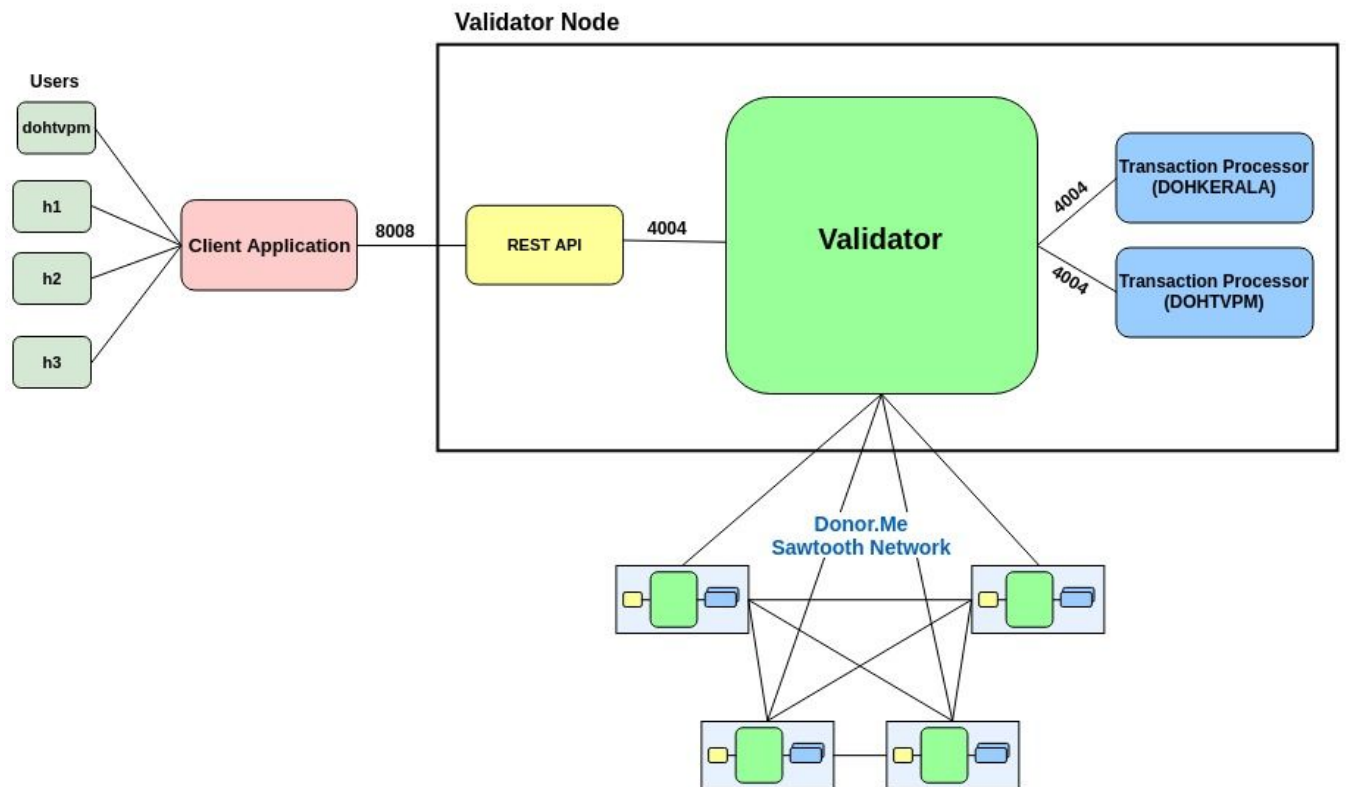 Validator Node
Users
dohtvpm
h1
h2
h3
Client Application
8008
REST API
4004
Validator
4004
4004
Transaction Processor
(DOHKERALA)
Transaction Processor
(DOHTVPM)
Donor.Me
Sawtooth Network